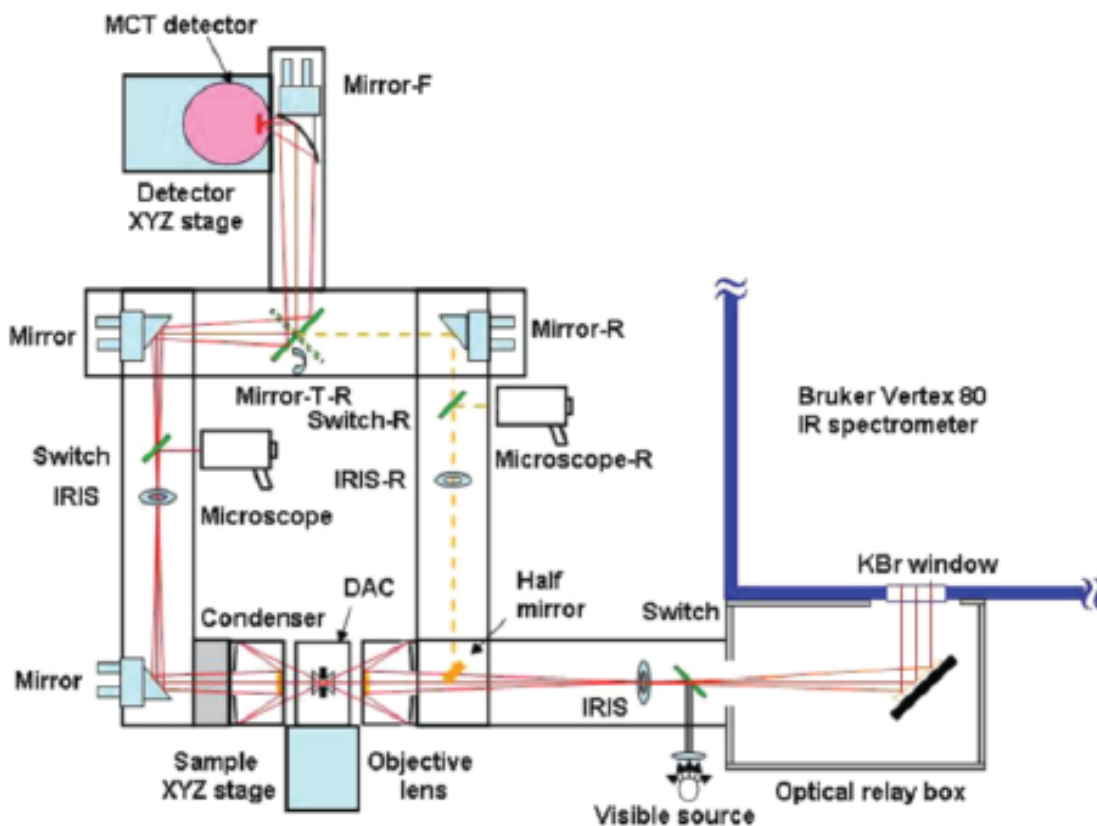 MCT detector
Mirror-F
Detector
XYZ stage
Mirror
Mirror-R
Mirror-T-R
Switch-R
Bruker Vertex 80
IR spectrometer
Switch
IRIS
Microscope
IRIS-R
Microscope-R
KBr window
DAC
Half
mirror
Condenser
Switch
Mirror
IRIS
Sample
XYZ stage
Objective
lens
Visible source
Optical relay box